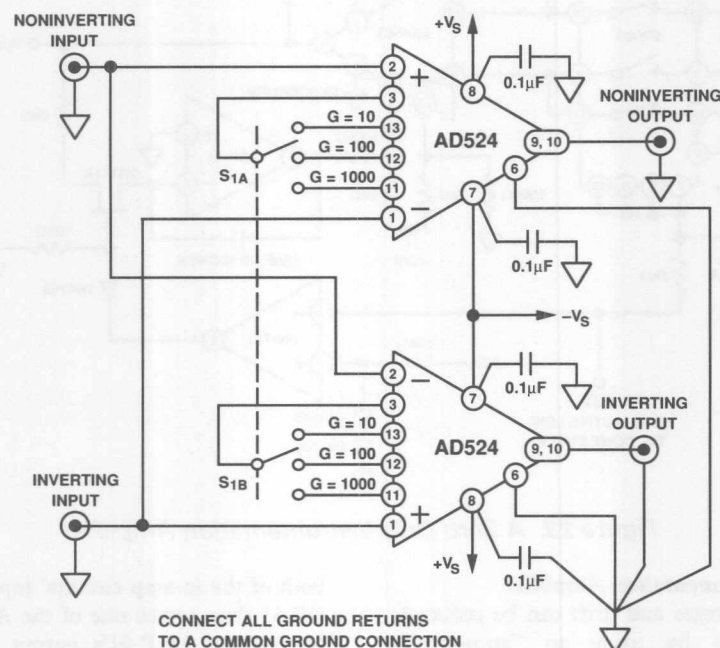 NONINVERTING
INPUT
+VS
2
+
3
8
0.1μF
NONINVERTING
OUTPUT
G = 10
13
AD524
9, 10
G = 100
12
6
S1A
G = 1000
11
7
1
−
0.1μF
−VS
2
−
3
7
0.1μF
INVERTING
OUTPUT
G = 10
13
AD524
9, 10
G = 100
12
6
S1B
G = 1000
11
8
INVERTING
INPUT
1
+
+VS
0.1μF
CONNECT ALL GROUND RETURNS
TO A COMMON GROUND CONNECTION